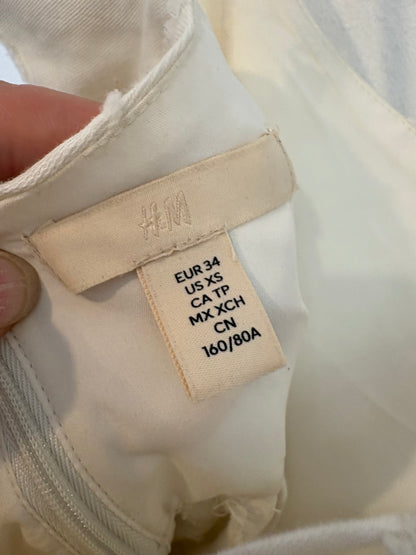 H&M
EUR 34
US XS
CA TP
MX XCH
CN
160/80A